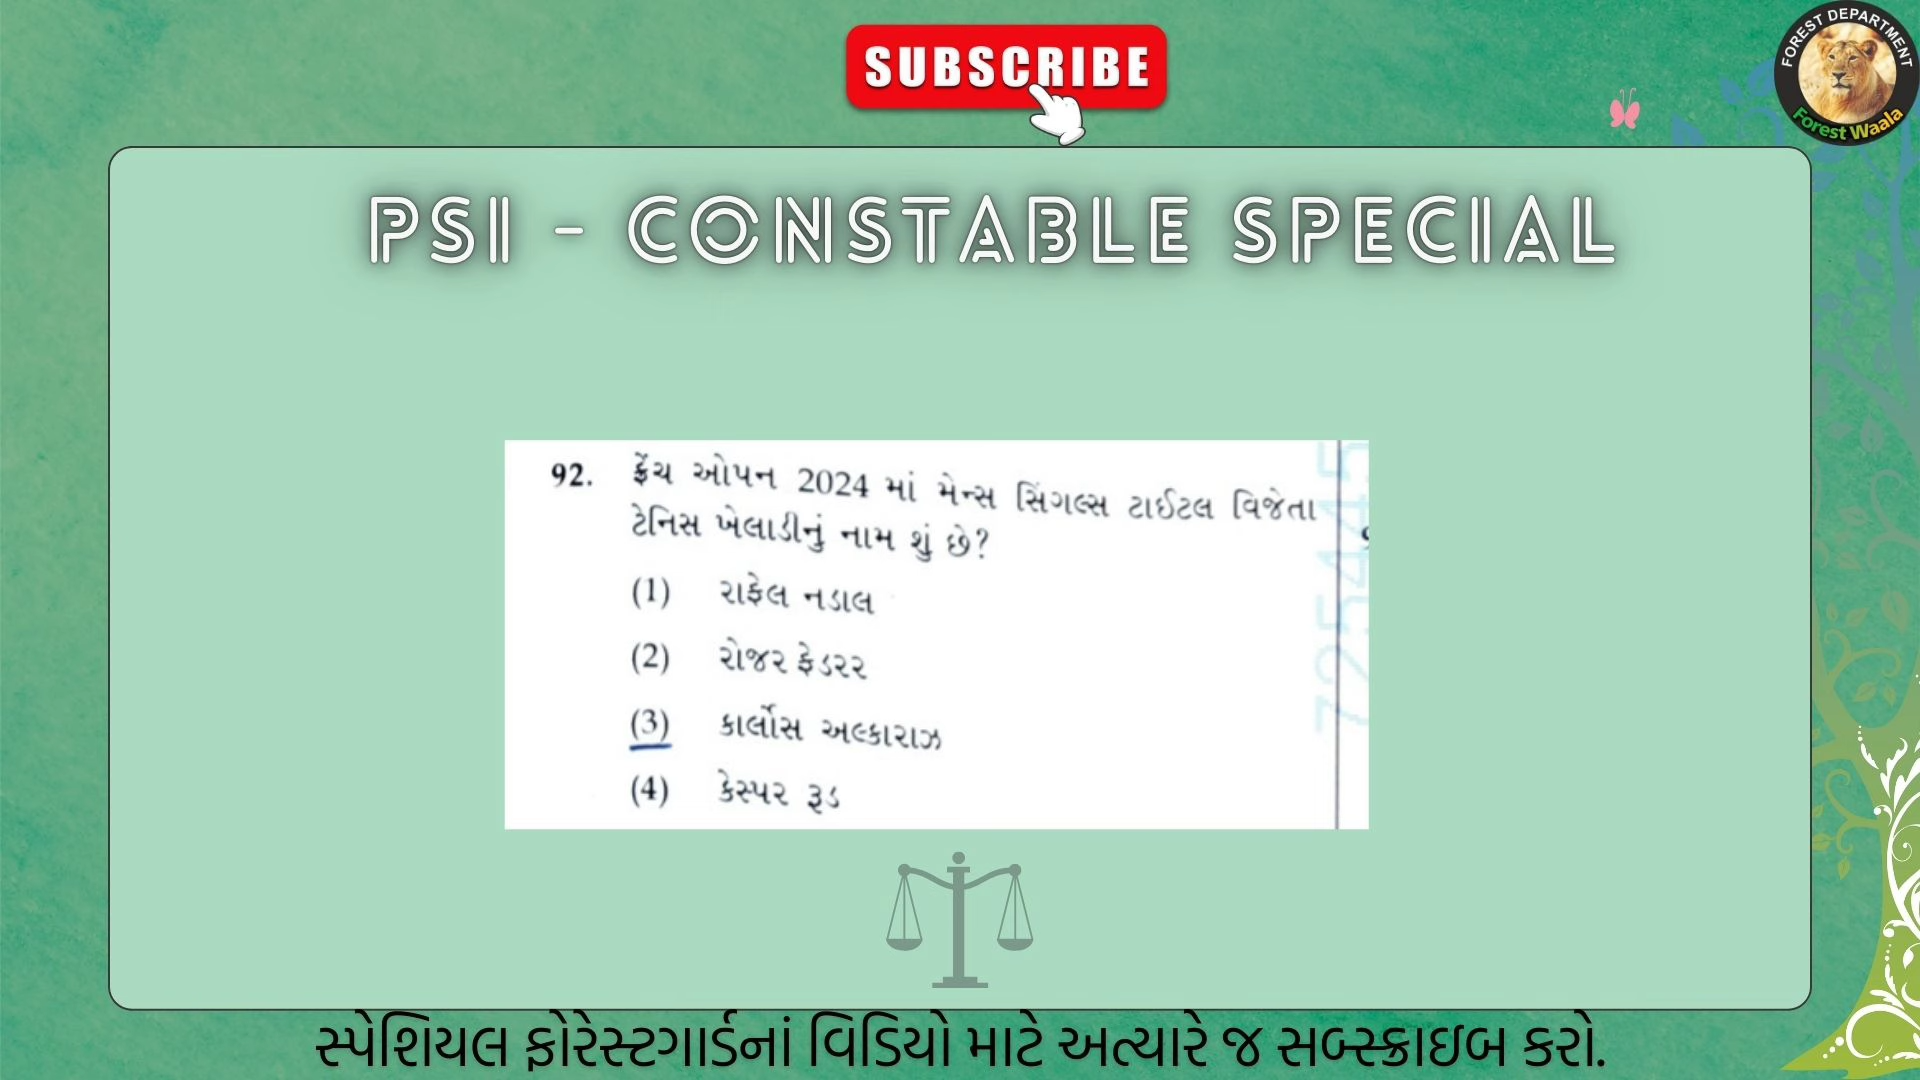 SUBSCRIBE
FOREST DEPARTMENT
Forest Waala
PSI - CONSTABLE SPECIAL
92. ફ્રેંચ ઓપન 2024 માં મેન્સ સિંગલ્સ ટાઈટલ વિજેતા
ટેનિસ ખેલાડીનું નામ શું છે?
(1) રાફેલ નડાલ
(2) રોજર ફેડરર
(3) કાર્લોસ અલ્કારાઝ
(4) કેસ્પર રૂડ
725445
સ્પેશિયલ ફોરેસ્ટગાર્ડનાં વિડિયો માટે અત્યારે જ સબ્સ્ક્રાઇબ કરો.